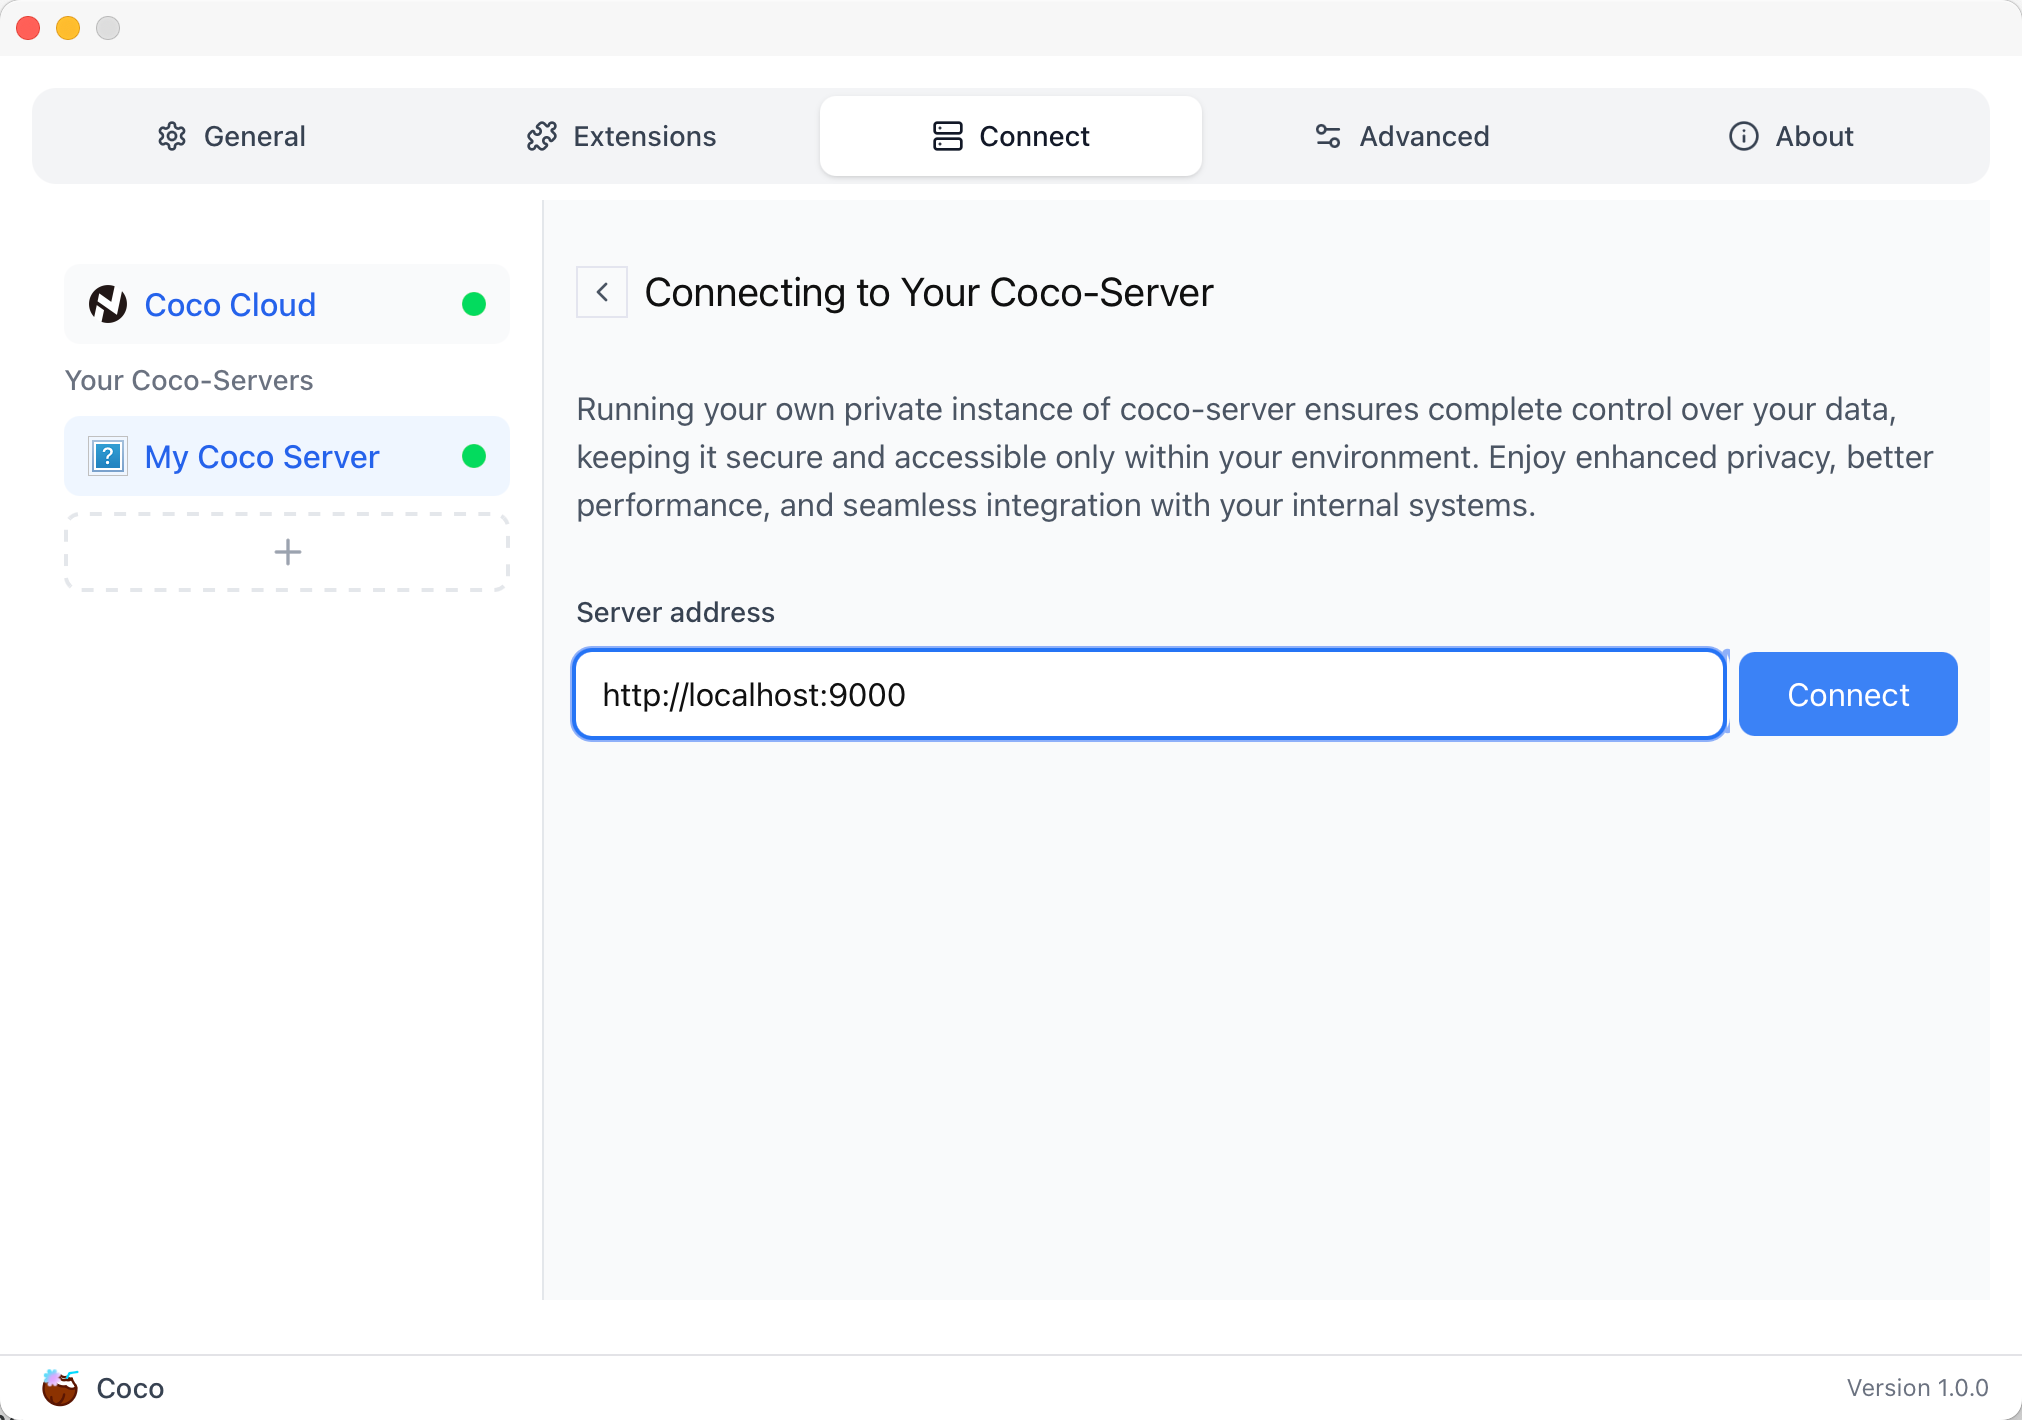 General
Extensions
Connect
Advanced
About
Coco Cloud
Your Coco-Servers
My Coco Server
Connecting to Your Coco-Server
Running your own private instance of coco-server ensures complete control over your data,
keeping it secure and accessible only within your environment. Enjoy enhanced privacy, better
performance, and seamless integration with your internal systems.
Server address
http://localhost:9000
Connect
Coco
Version 1.0.0